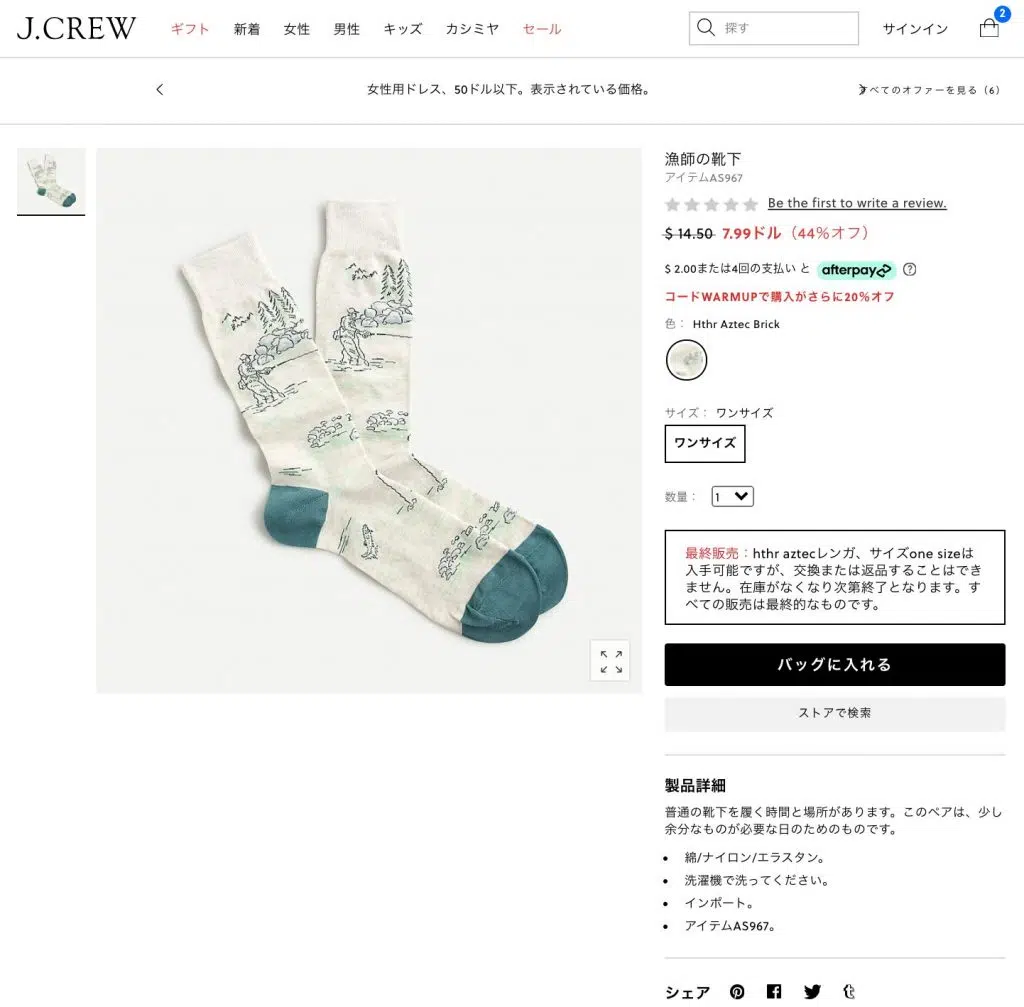 J.CREW
ギフト 新着 女性 男性 キッズ カシミヤ セール
探す
サインイン
2
女性用ドレス、50ドル以下。表示されている価格。
すべてのオファーを見る（6）
漁師の靴下
アイテムAS967
Be the first to write a review.
$ 14.50 7.99ドル（44%オフ）
$ 2.00または4回の支払い と afterpay ?
コードWARMUPで購入がさらに20%オフ
色： Hthr Aztec Brick
サイズ： ワンサイズ
ワンサイズ
数量： 1
最終販売：hthr aztecレンガ、サイズone sizeは
入手可能ですが、交換または返品することはでき
ません。在庫がなくなり次第終了となります。す
べての販売は最終的なものです。
バッグに入れる
ストアで検索
製品詳細
普通の靴下を履く時間と場所があります。このペアは、少し
余分なものが必要な日のためのものです。
• 綿/ナイロン/エラスタン。
• 洗濯機で洗ってください。
• インポート。
• アイテムAS967。
シェア